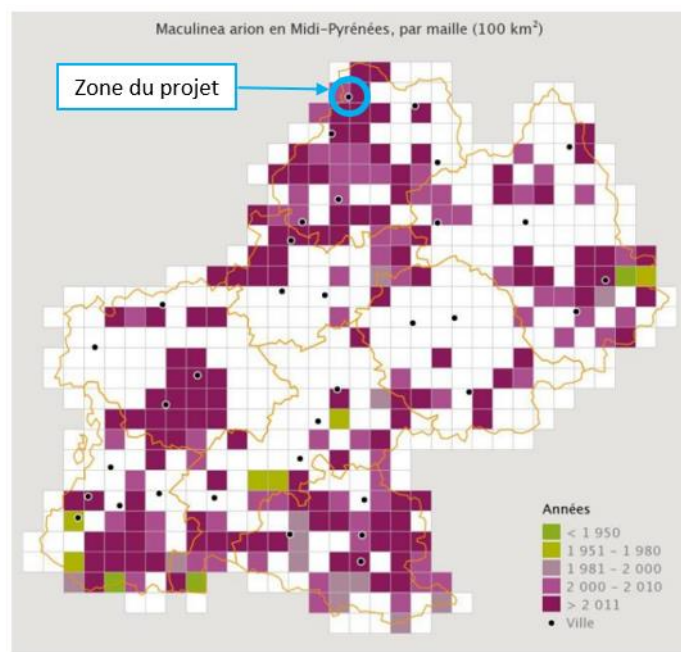 Maculinea arion en Midi-Pyrénées, par maille (100 km²)
Zone du projet
Années
< 1 950
1 951 - 1 980
1 981 - 2 000
2 000 - 2 010
> 2 011
Ville